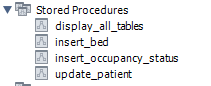 Stored Procedures
display_all_tables
insert_bed
insert_occupancy_status
update_patient